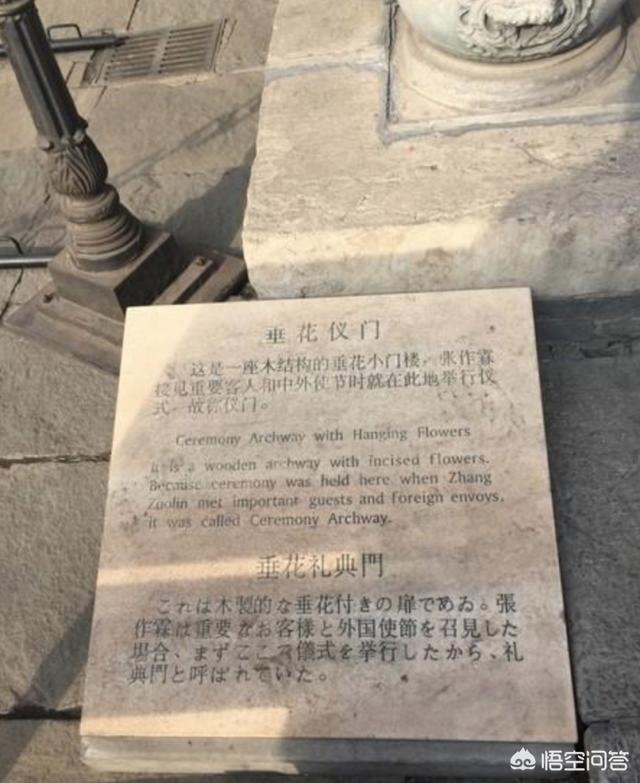 垂花仪门
这是一座木结构的垂花小门楼，张作霖
接见重要客人和中外使节时就在此地举行仪
式，故称仪门。
Ceremony Archway with Hanging Flowers
It is a wooden archway with incised flowers.
Because ceremony was held here when Zhang
Zuolin met important guests and foreign envoys,
it was called Ceremony Archway.
垂花礼典門
これは木製的な垂花付きの扉である。張
作霖は重要なお客様と外国使節を召見した
場合、まずここで儀式を挙行したから、礼
典門と呼ばれていた。
悟空问答